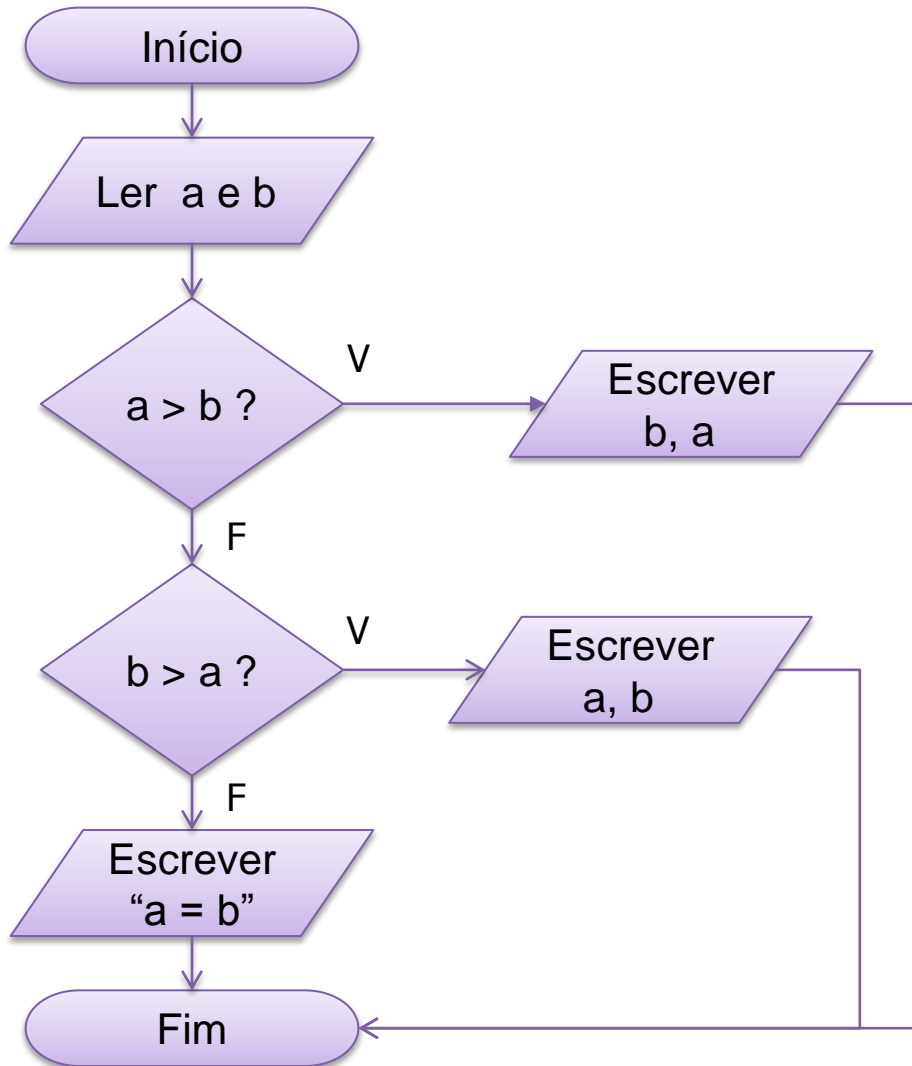 Início
Ler a e b
a > b ?
V
Escrever
b, a
F
b > a ?
V
Escrever
a, b
F
Escrever
“a = b”
Fim